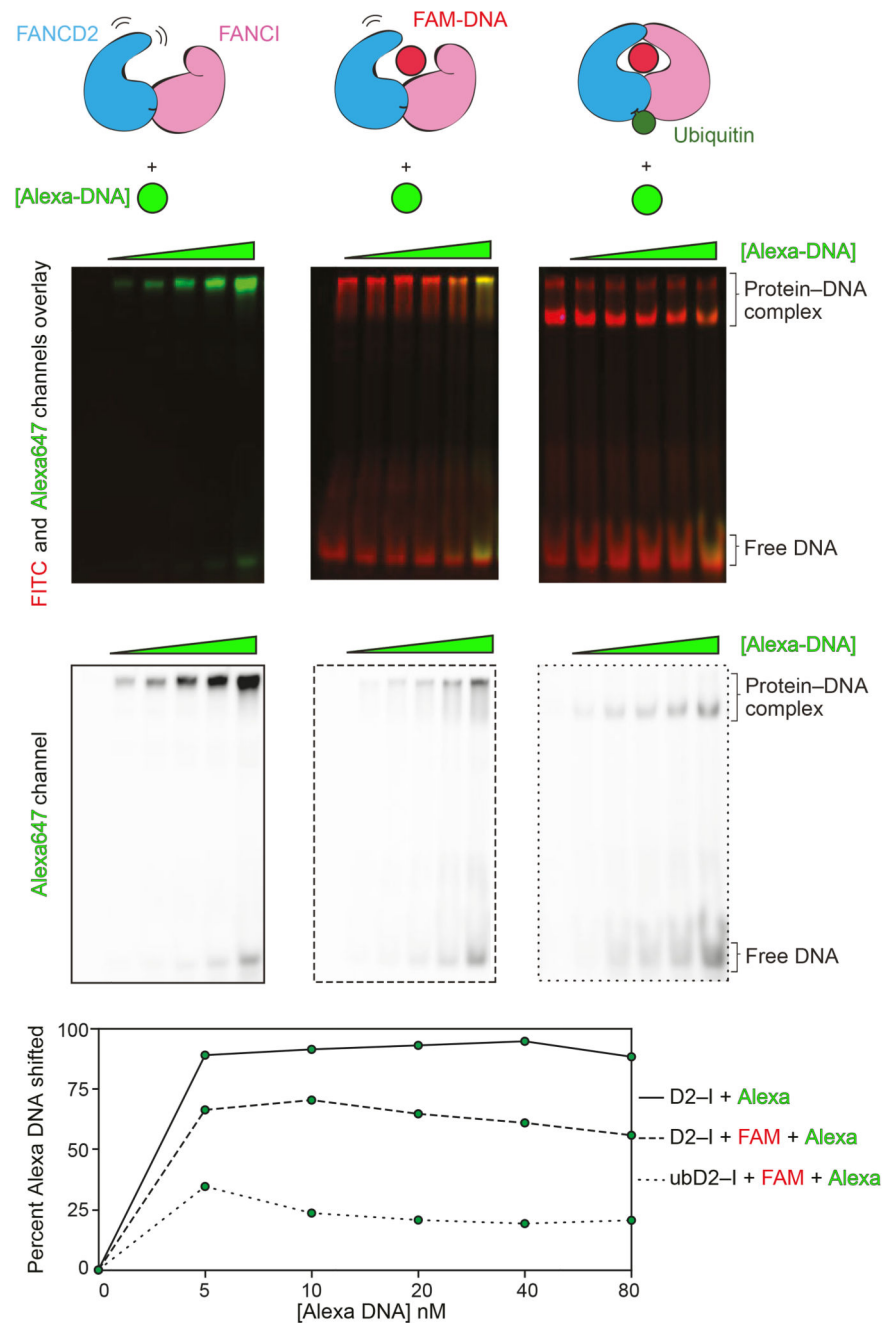 FANCD2
FANCI
FAM-DNA
Ubiquitin
+
+
+
[Alexa-DNA]
[Alexa-DNA]
FITC and Alexa647 channels overlay
Protein–DNA
complex
Free DNA
[Alexa-DNA]
Alexa647 channel
Protein–DNA
complex
Free DNA
Percent Alexa DNA shifted
100
75
50
25
0
0 5 10 20 40 80
[Alexa DNA] nM
D2–I + Alexa
D2–I + FAM + Alexa
ubD2–I + FAM + Alexa